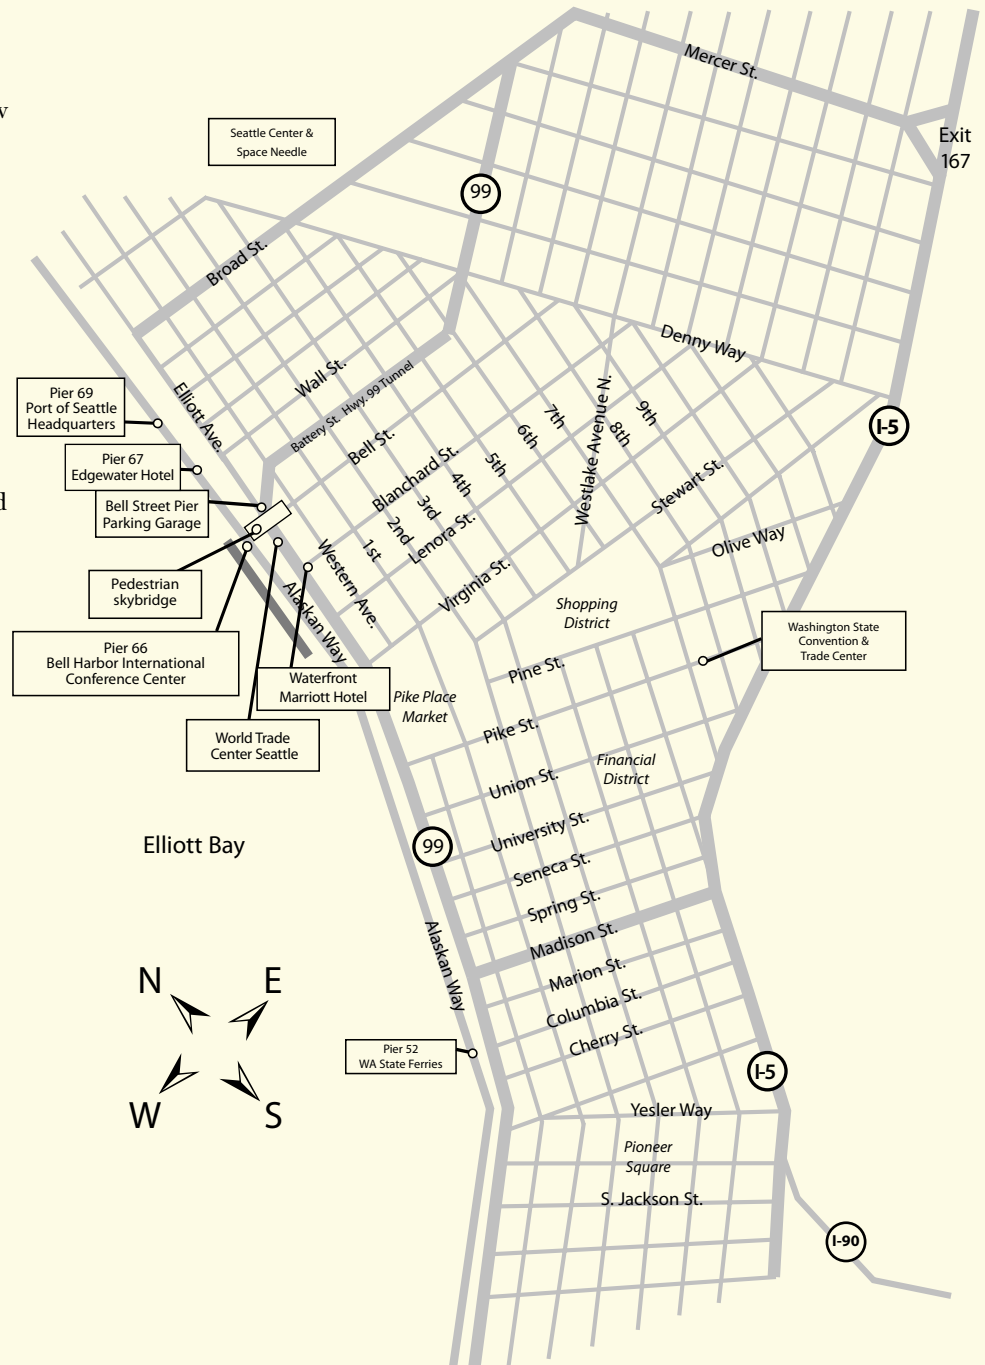 w
d
Mercer St.
Exit
167
Seattle Center &
Space Needle
99
Broad St.
Denny Way
Wall St.
Battery St. Hwy. 99 Tunnel
Elliott Ave.
Pier 69
Port of Seattle
Headquarters
I-5
Bell St.
7th
9th
6th
8th
Westlake Avenue N.
Blanchard St.
5th
4th
3rd
2nd
1st
Stewart St.
Pier 67
Edgewater Hotel
Bell Street Pier
Parking Garage
Lenora St.
Olive Way
Western Ave.
Virginia St.
Alaskan Way
Pedestrian
skybridge
Shopping
District
Washington State
Convention &
Trade Center
Pier 66
Bell Harbor International
Conference Center
Waterfront
Marriott Hotel
Pine St.
Pike Place
Market
Pike St.
World Trade
Center Seattle
Financial
District
Union St.
University St.
99
Elliott Bay
Seneca St.
Spring St.
Madison St.
Alaskan Way
Marion St.
Columbia St.
Cherry St.
N
E
W
S
Pier 52
WA State Ferries
I-5
Yesler Way
Pioneer
Square
S. Jackson St.
I-90